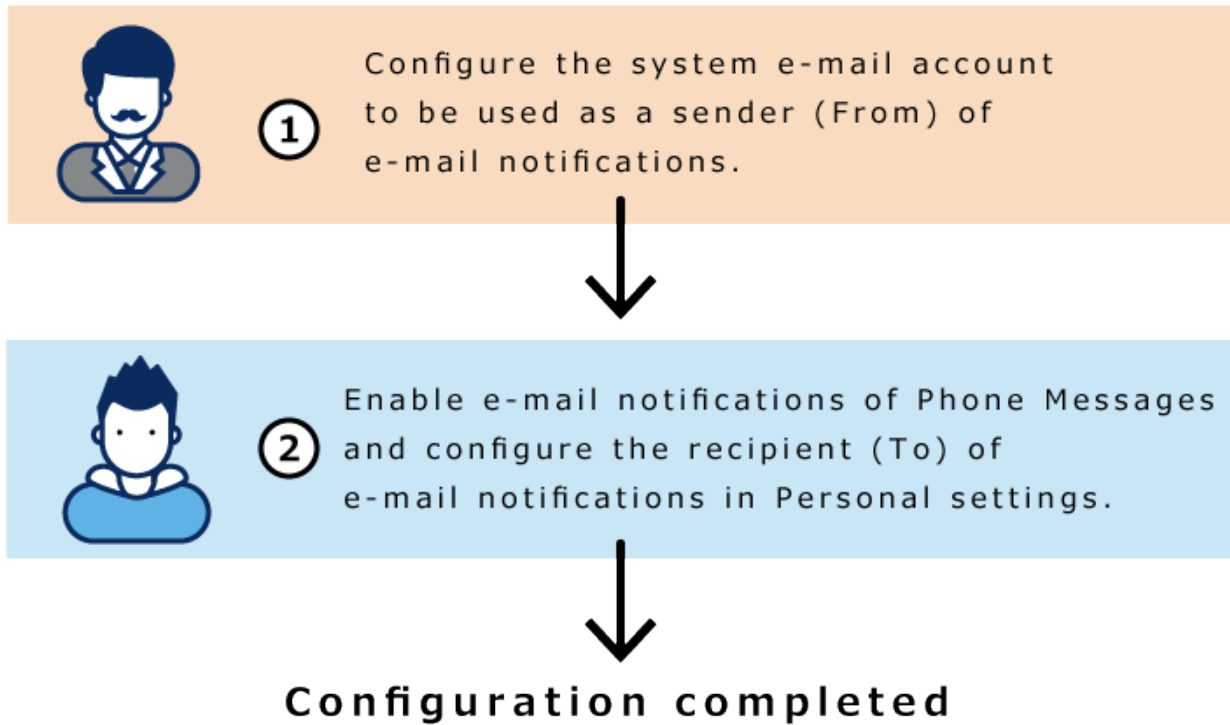 Configure the system e-mail account
1
to be used as a sender (From) of
e-mail notifications.
Enable e-mail notifications of Phone Messages
2
and configure the recipient (To) of
e-mail notifications in Personal settings.
Configuration completed